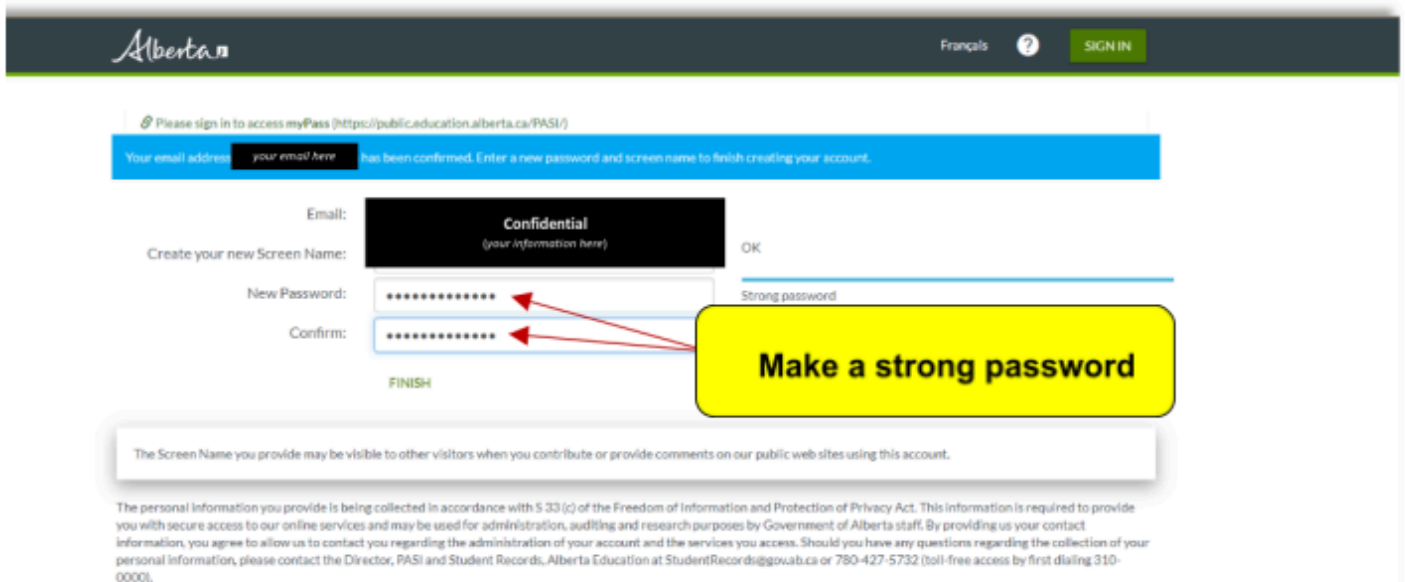 Alberta
Français ? SIGN IN
Please sign in to access myPass (https://public.education.alberta.ca/PASI/)
Your email address your email here has been confirmed. Enter a new password and screen name to finish creating your account.
Email:
Confidential
(your information here)
Create your new Screen Name:
OK
New Password: •••••••••••••
Strong password
Confirm: •••••••••••••
Make a strong password
FINISH
The Screen Name you provide may be visible to other visitors when you contribute or provide comments on our public web sites using this account.
The personal information you provide is being collected in accordance with S 33 (c) of the Freedom of Information and Protection of Privacy Act. This information is required to provide
you with secure access to our online services and may be used for administration, auditing and research purposes by Government of Alberta staff. By providing us your contact
information, you agree to allow us to contact you regarding the administration of your account and the services you access. Should you have any questions regarding the collection of your
personal information, please contact the Director, PASI and Student Records, Alberta Education at StudentRecords@gov.ab.ca or 780-427-5732 (toll-free access by first dialing 310-
0000).